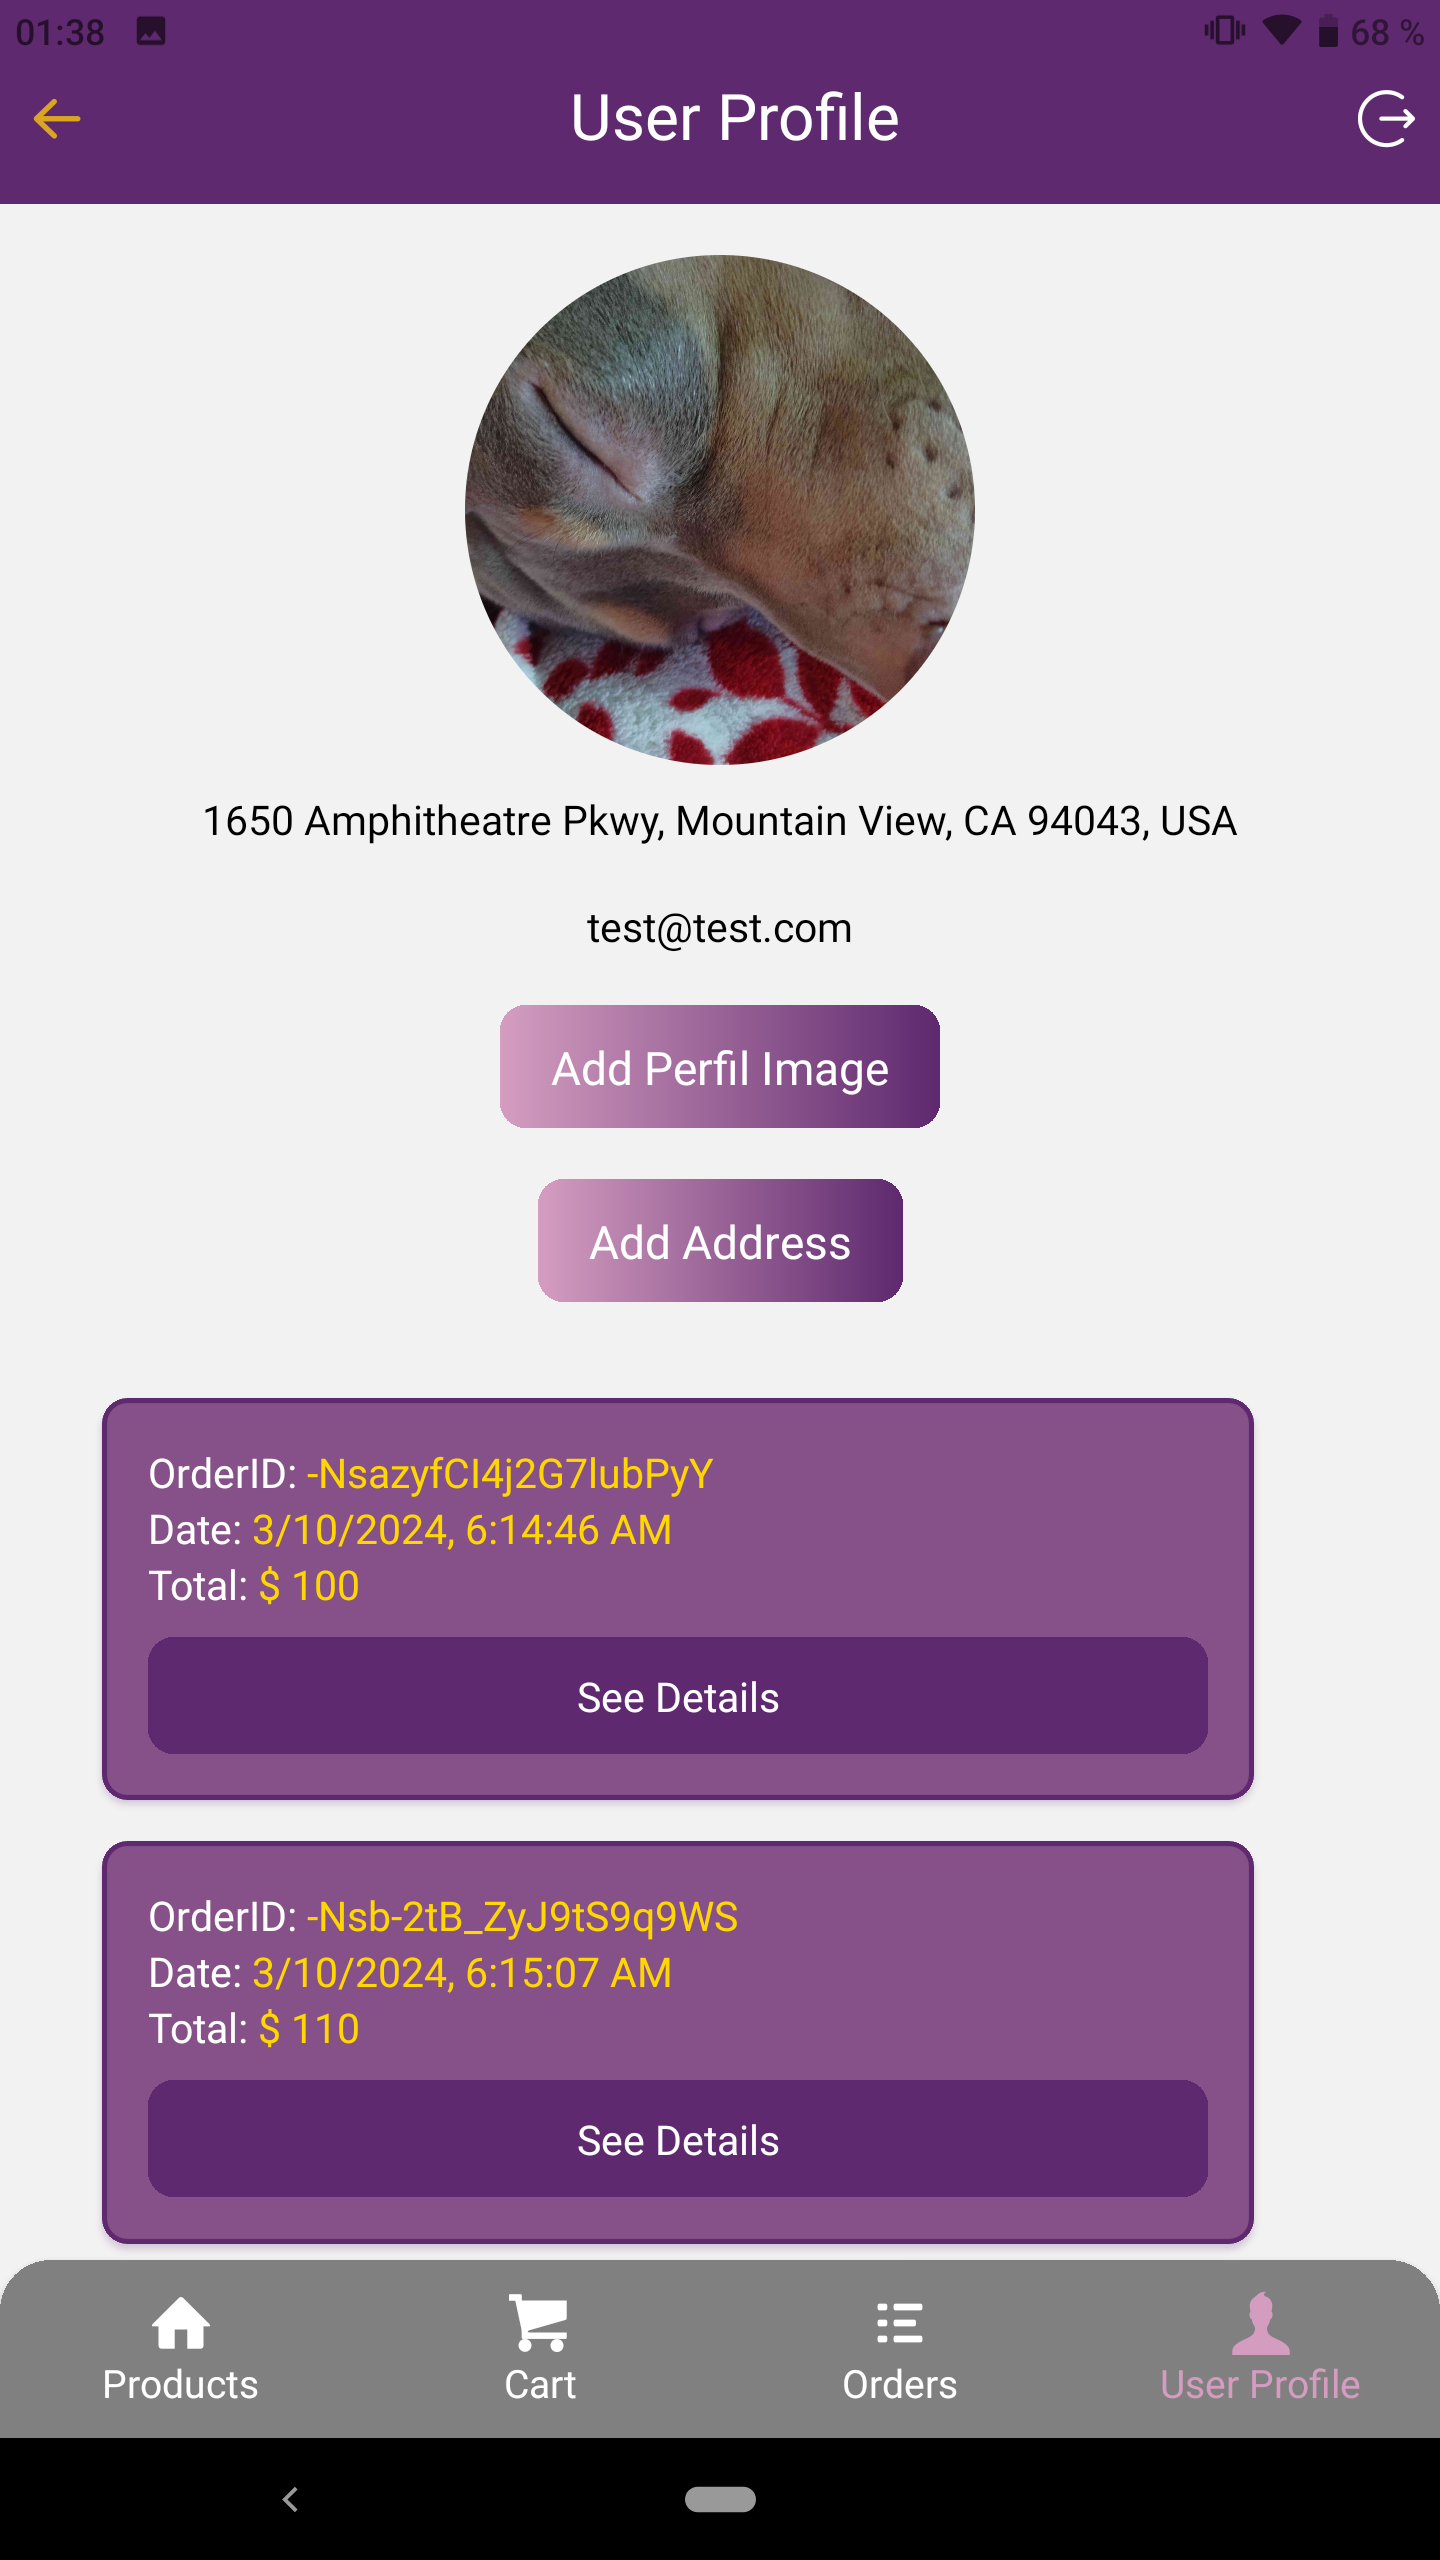 01:38 68 %
User Profile
1650 Amphitheatre Pkwy, Mountain View, CA 94043, USA
test@test.com
Add Perfil Image
Add Address
OrderID: -NsazyfCI4j2G7lubPyY
Date: 3/10/2024, 6:14:46 AM
Total: $ 100
See Details
OrderID: -Nsb-2tB_ZyJ9tS9q9WS
Date: 3/10/2024, 6:15:07 AM
Total: $ 110
See Details
Products Cart Orders User Profile